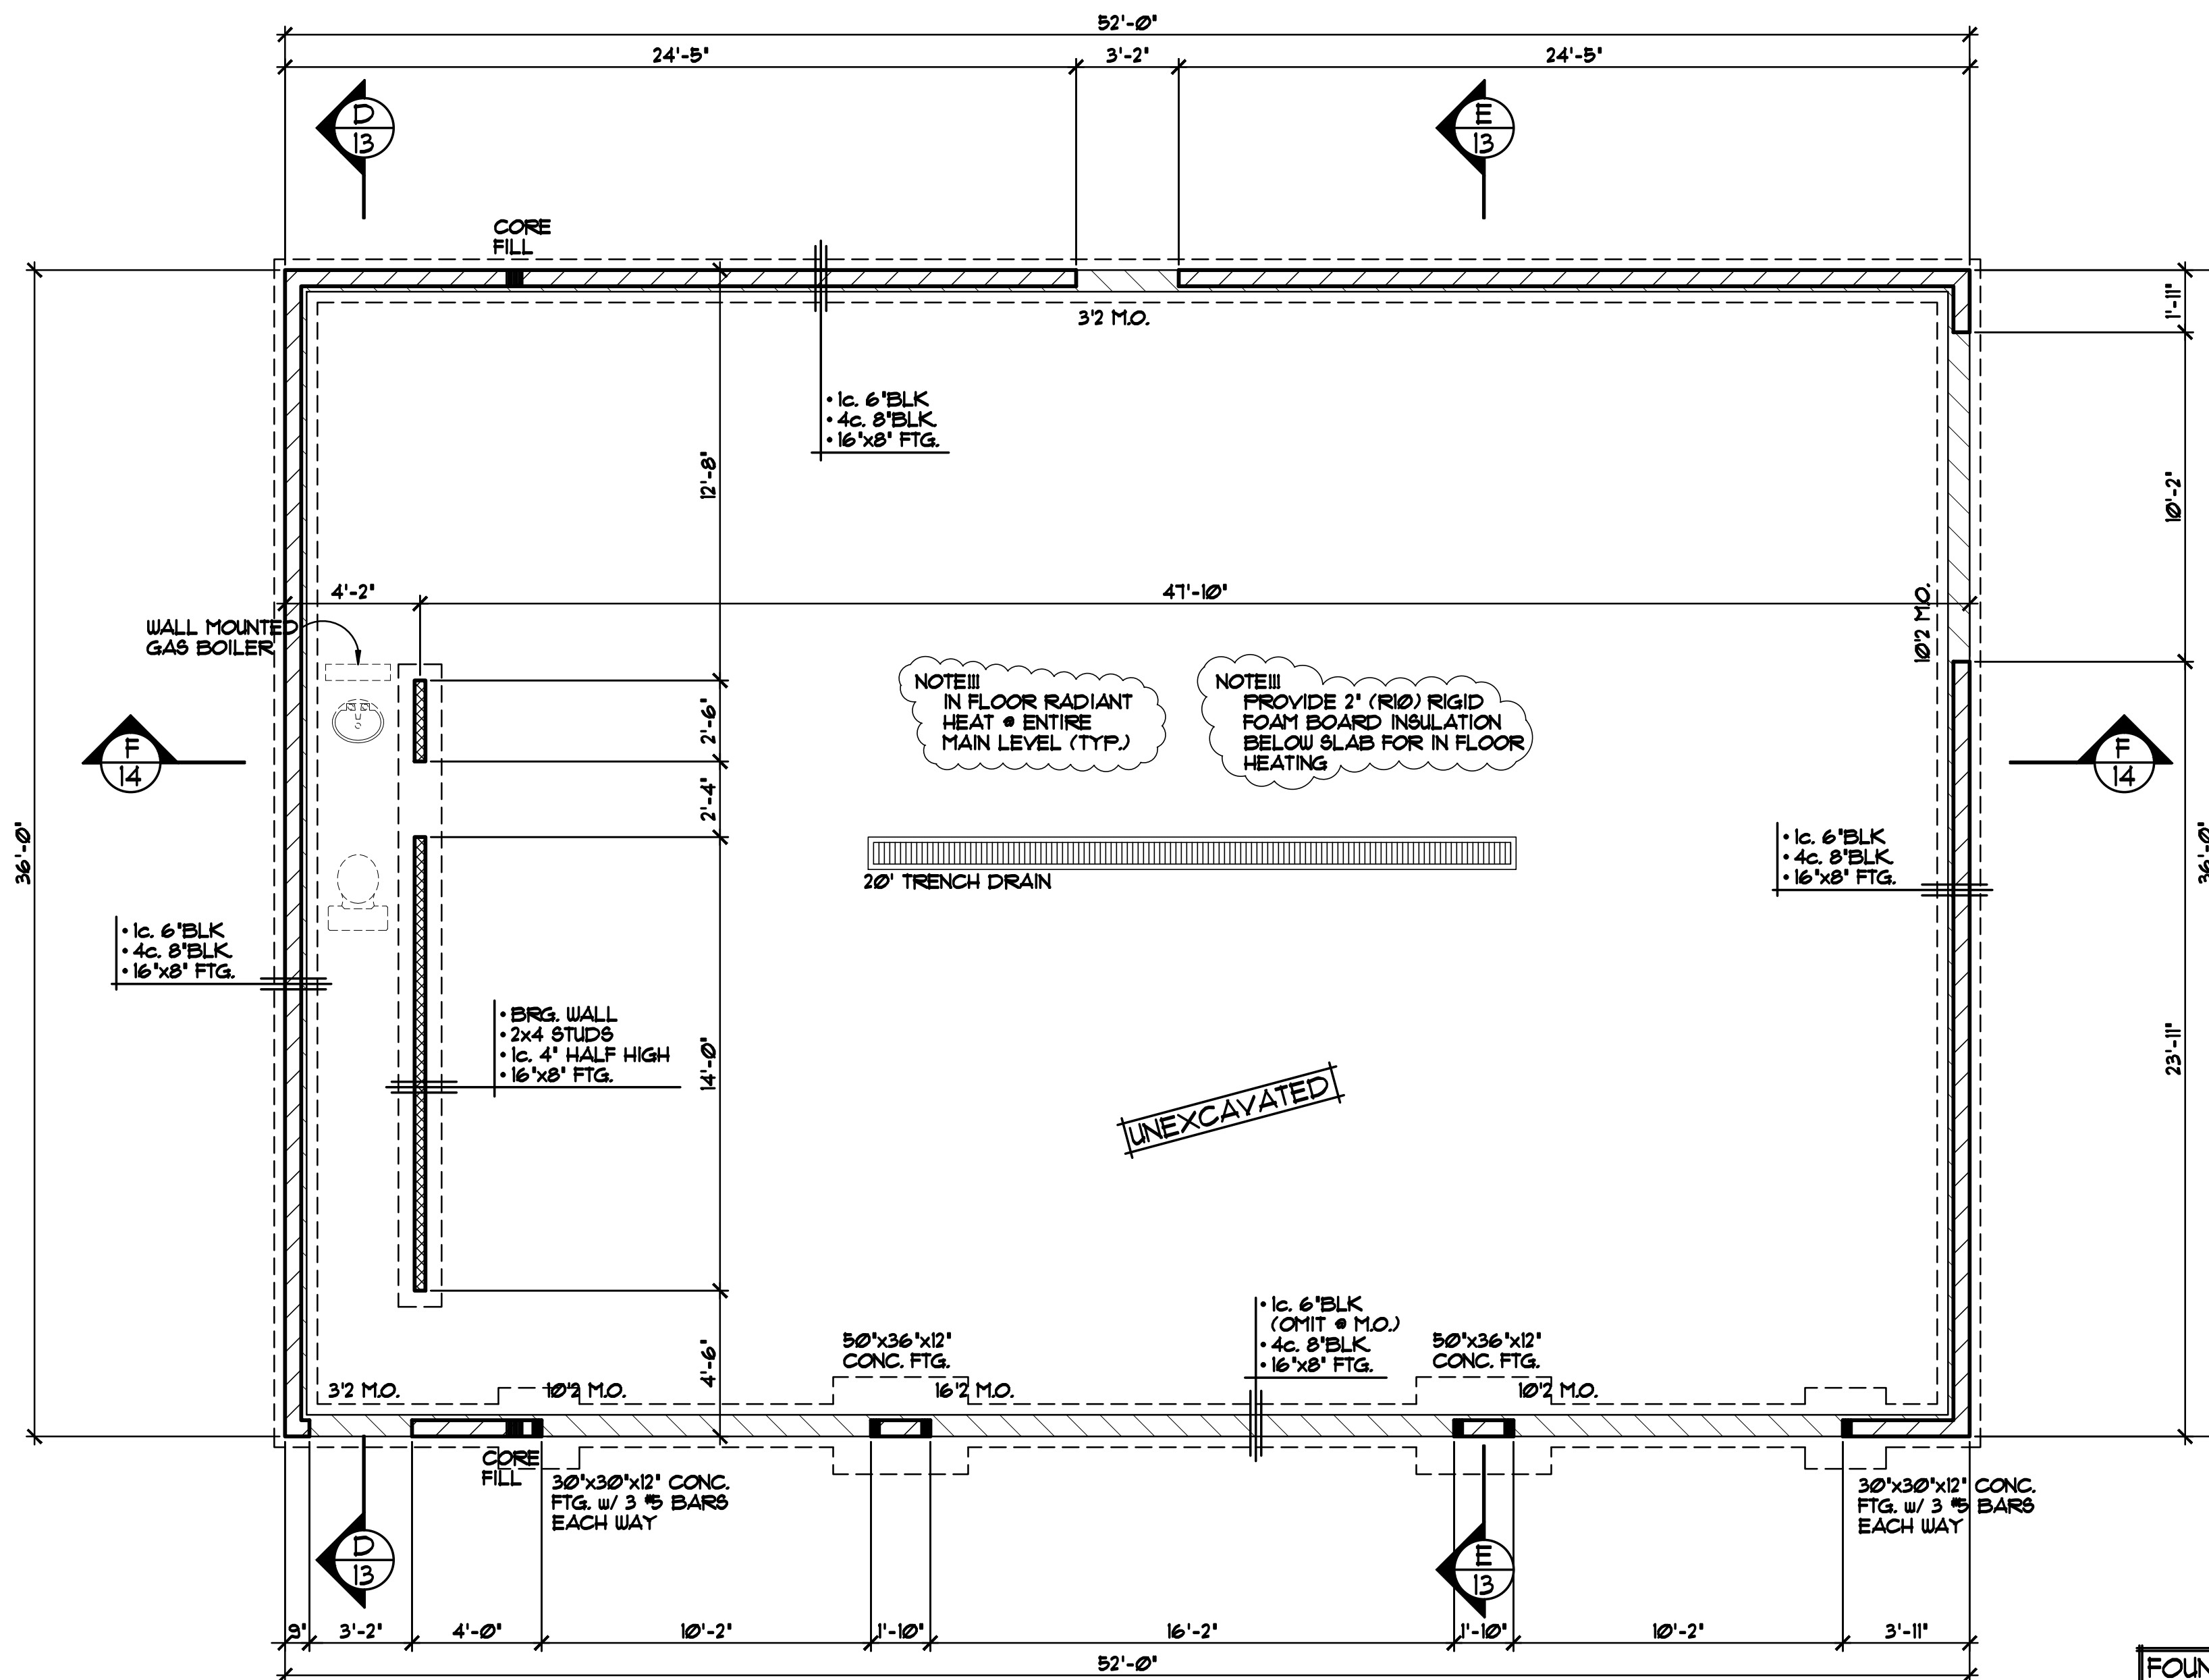 52'-0"
24'-5"
3'-2"
24'-5"
D
13
E
13
CORE
FILL
3'2 M.O.
1'-11"
• 1c. 6"BLK
• 4c. 8"BLK.
• 16"x8" FTG.
12'-8"
10'-2"
4'-2"
47'-10"
10'2 M.O.
WALL MOUNTED
GAS BOILER
NOTE!!!
IN FLOOR RADIANT
HEAT @ ENTIRE
MAIN LEVEL (TYP.)
NOTE!!!
PROVIDE 2" (R10) RIGID
FOAM BOARD INSULATION
BELOW SLAB FOR IN FLOOR
HEATING
2'-6"
F
14
F
14
2'-4"
36'-0"
20' TRENCH DRAIN
• 1c. 6"BLK
• 4c. 8"BLK.
• 16"x8" FTG.
36'-0"
• 1c. 6"BLK
• 4c. 8"BLK.
• 16"x8" FTG.
• BRG. WALL
• 2x4 STUDS
• 1c. 4" HALF HIGH
• 16"x8" FTG.
14'-0"
23'-11"
UNEXCAVATED
4'-6"
50"x36"x12"
CONC. FTG.
• 1c. 6"BLK
(OMIT @ M.O.)
• 4c. 8"BLK.
• 16"x8" FTG.
50"x36"x12"
CONC. FTG.
3'2 M.O.
10'2 M.O.
16'2 M.O.
10'2 M.O.
CORE
FILL
30"x30"x12" CONC.
FTG. w/ 3 #5 BARS
EACH WAY
30"x30"x12" CONC.
FTG. w/ 3 #5 BARS
EACH WAY
D
13
E
13
9"
3'-2"
4'-0"
10'-2"
1'-10"
16'-2"
1'-10"
10'-2"
3'-11"
52'-0"